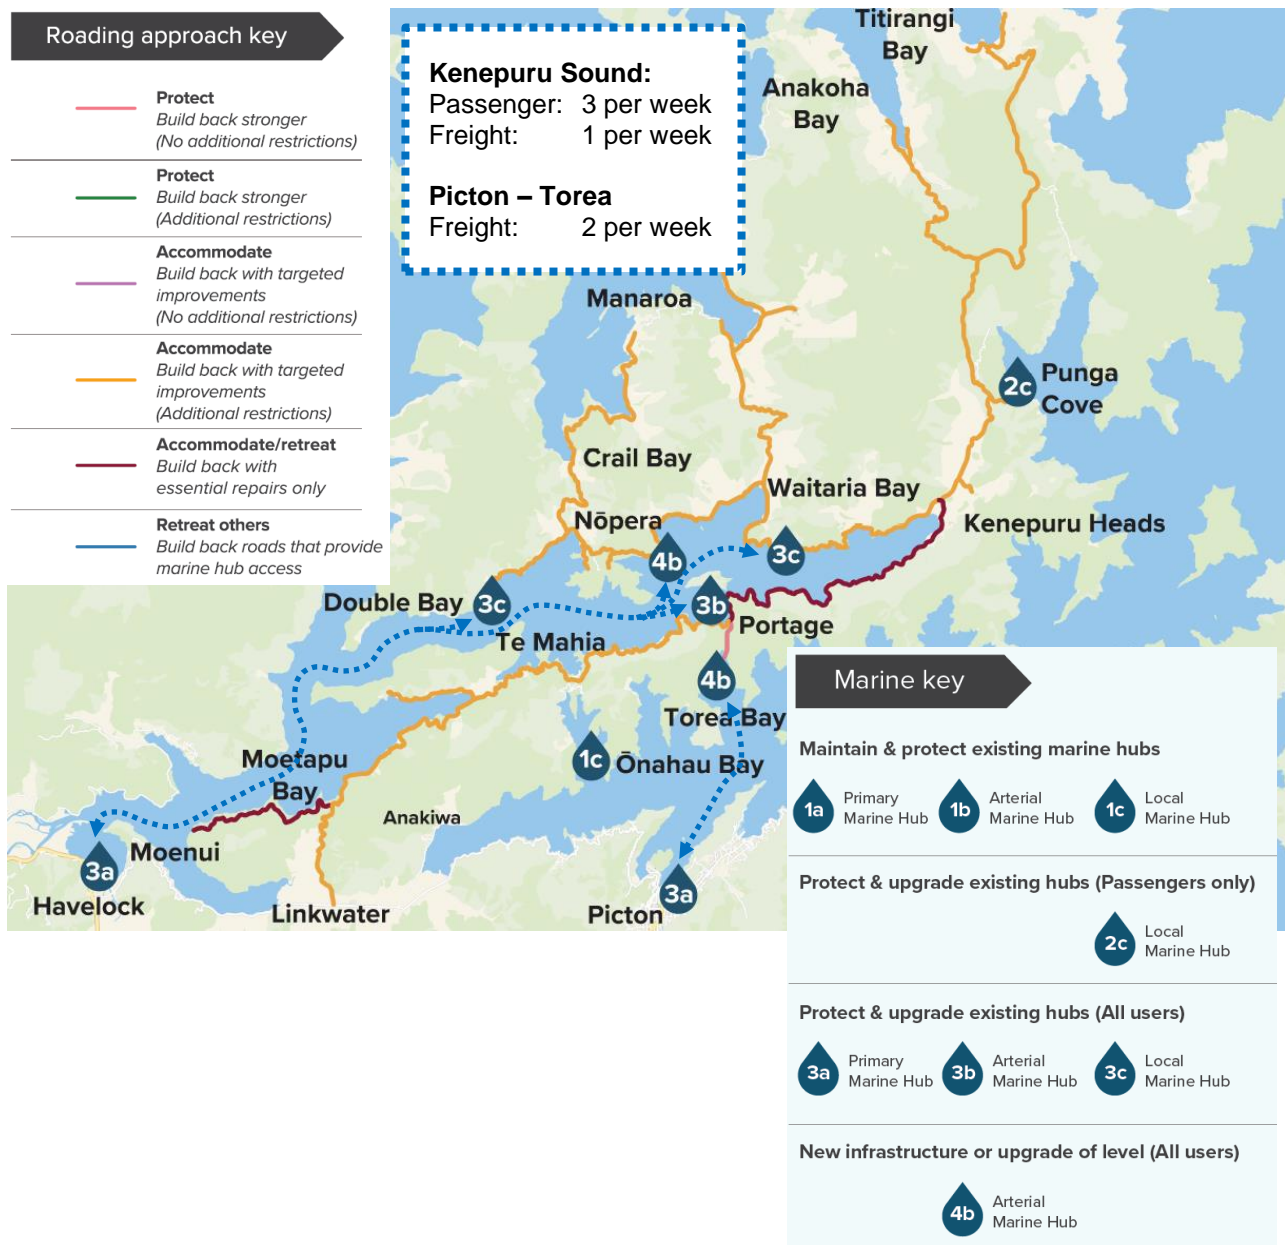 Roading approach key
Protect
Build back stronger
(No additional restrictions)
Protect
Build back stronger
(Additional restrictions)
Accommodate
Build back with targeted
improvements
(No additional restrictions)
Accommodate
Build back with targeted
improvements
(Additional restrictions)
Accommodate/retreat
Build back with
essential repairs only
Retreat others
Build back roads that provide
marine hub access
Kenepuru Sound:
Passenger: 3 per week
Freight: 1 per week
Picton – Torea
Freight: 2 per week
Titirangi
Bay
Anakoha
Bay
Manaroa
2c
Punga
Cove
Crail Bay
Waitaria Bay
Nōpera
Kenepuru Heads
4b
3c
Double Bay
3c
3b
Portage
Te Mahia
4b
Torea Bay
1c
Ōnahau Bay
Moetapu
Bay
Anakiwa
Moenui
3a
Havelock
Linkwater
3a
Picton
Marine key
Maintain & protect existing marine hubs
1a
Primary
Marine Hub
1b
Arterial
Marine Hub
1c
Local
Marine Hub
Protect & upgrade existing hubs (Passengers only)
2c
Local
Marine Hub
Protect & upgrade existing hubs (All users)
3a
Primary
Marine Hub
3b
Arterial
Marine Hub
3c
Local
Marine Hub
New infrastructure or upgrade of level (All users)
4b
Arterial
Marine Hub